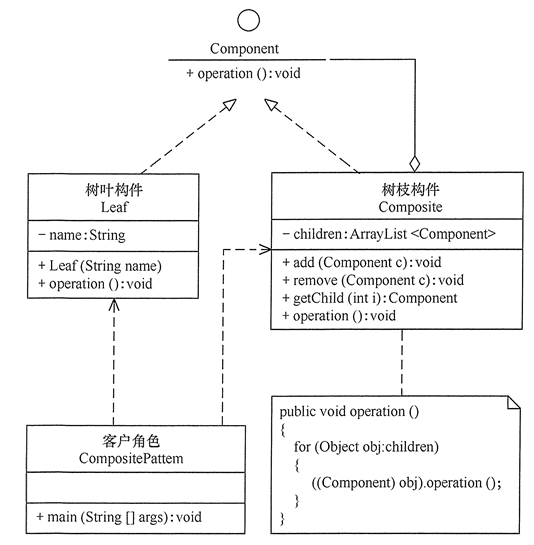 Component
+ operation ():void
树叶构件
Leaf
- name:String
+ Leaf (String name)
+ operation ():void
树枝构件
Composite
- children:ArrayList <Component>
+ add (Component c):void
+ remove (Component c):void
+ getChild (int i):Component
+ operation ():void
客户角色
CompositePattem
+ main (String [] args):void
public void operation ()
{
for (Object obj:children)
{
((Component) obj).operation ();
}
}